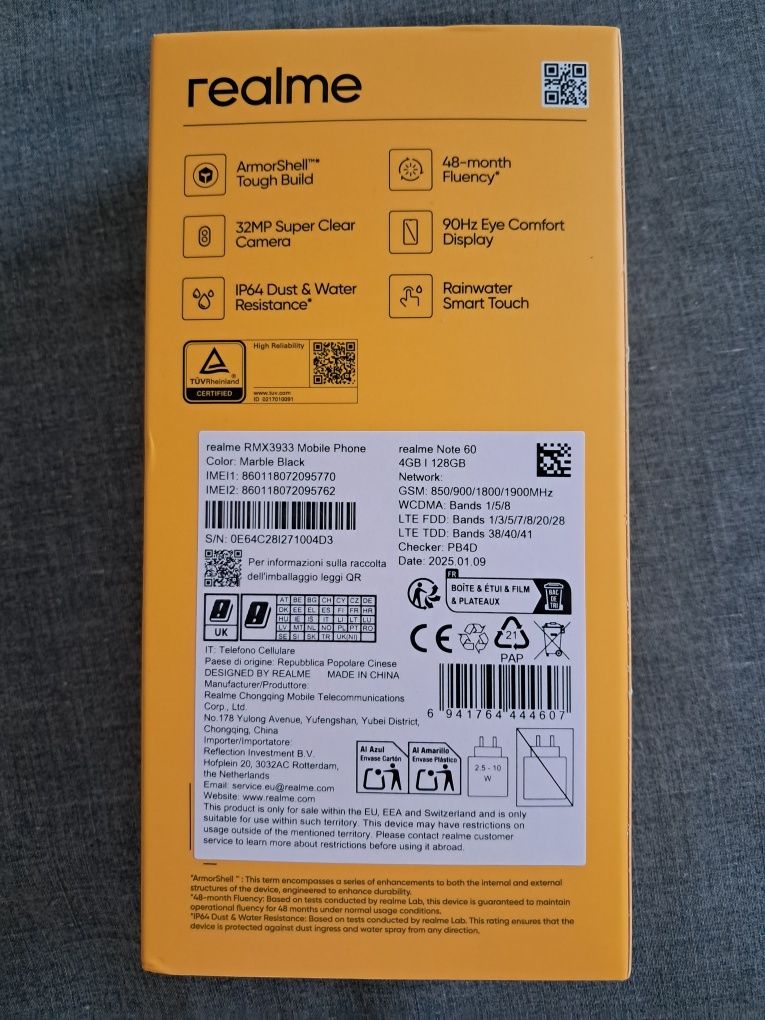 realme
ArmorShell™* Tough Build
48-month Fluency*
32MP Super Clear Camera
90Hz Eye Comfort Display
IP64 Dust & Water Resistance*
Rainwater Smart Touch
TÜVRheinland®
CERTIFIED
High Reliability
www.tuv.com
ID 0217010091
realme RMX3933 Mobile Phone
Color: Marble Black
IMEI1: 860118072095770
IMEI2: 860118072095762
S/N: 0E64C28I271004D3
Per informazioni sulla raccolta
dell'imballaggio leggi QR
realme Note 60
4GB I 128GB
Network:
GSM: 850/900/1800/1900MHz
WCDMA: Bands 1/5/8
LTE FDD: Bands 1/3/5/7/8/20/28
LTE TDD: Bands 38/40/41
Checker: PB4D
Date: 2025.01.09
FR
BOÎTE & ÉTUI & FILM
& PLATEAUX
BAC
DE
TRI
UK
AT BE BG CH CY CZ DE
DK EE EL ES FI FR HR
HU IE IS IT LI LT LU
LV MT NL NO PL PT RO
SE SI SK TR UK(NI)
CE
21
PAP
IT: Telefono Cellulare
Paese di origine: Repubblica Popolare Cinese
DESIGNED BY REALME MADE IN CHINA
Manufacturer/Produttore:
Realme Chongqing Mobile Telecommunications
Corp., Ltd.
No.178 Yulong Avenue, Yufengshan, Yubei District,
Chongqing, China
Importer/Importatore:
Reflection Investment B.V.
Hofplein 20, 3032AC Rotterdam,
the Netherlands
Email: service.eu@realme.com
Website: www.realme.com
6 941764 444607
Al Azul
Envase Cartón
Al Amarillo
Envase Plástico
2.5 - 10
W
This product is only for sale within the EU, EEA and Switzerland and is only
suitable for use within such territory. This device may have restrictions on
usage outside of the mentioned territory. Please contact realme customer
service to learn more about restrictions before using it abroad.
*ArmorShell™: This term encompasses a series of enhancements to both the internal and external
structures of the device, engineered to enhance durability.
*48-month Fluency: Based on tests conducted by realme Lab, this device is guaranteed to maintain
operational fluency for 48 months under normal usage conditions.
*IP64 Dust & Water Resistance: Based on tests conducted by realme Lab. This rating ensures that the
device is protected against dust ingress and water spray from any direction.